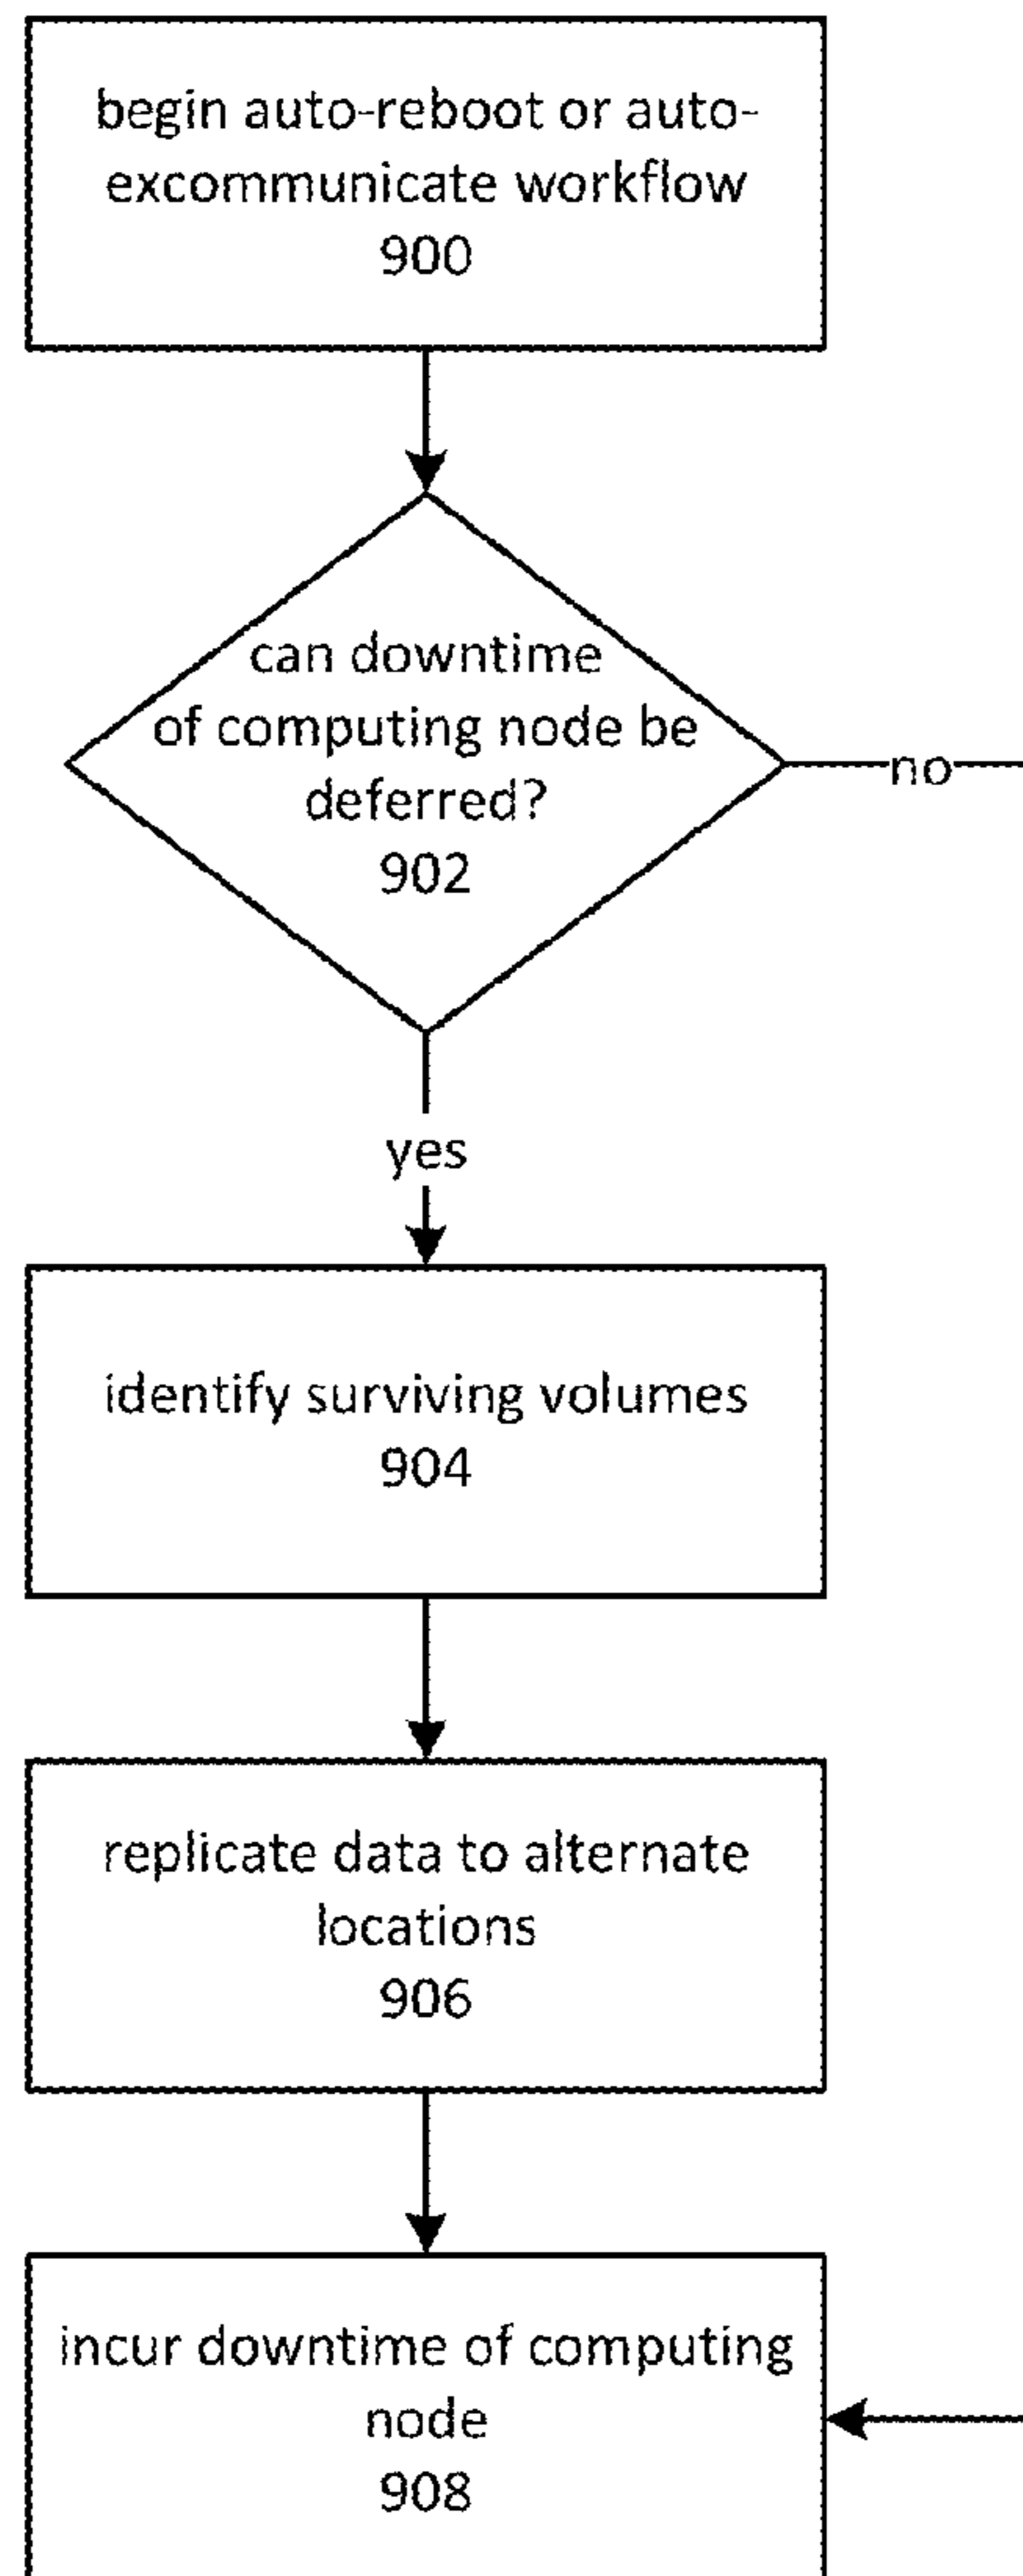 begin auto-reboot or auto-
excommunicate workflow
900
can downtime
of computing node be
deferred?
902
no
yes
identify surviving volumes
904
replicate data to alternate
locations
906
incur downtime of computing
node
908